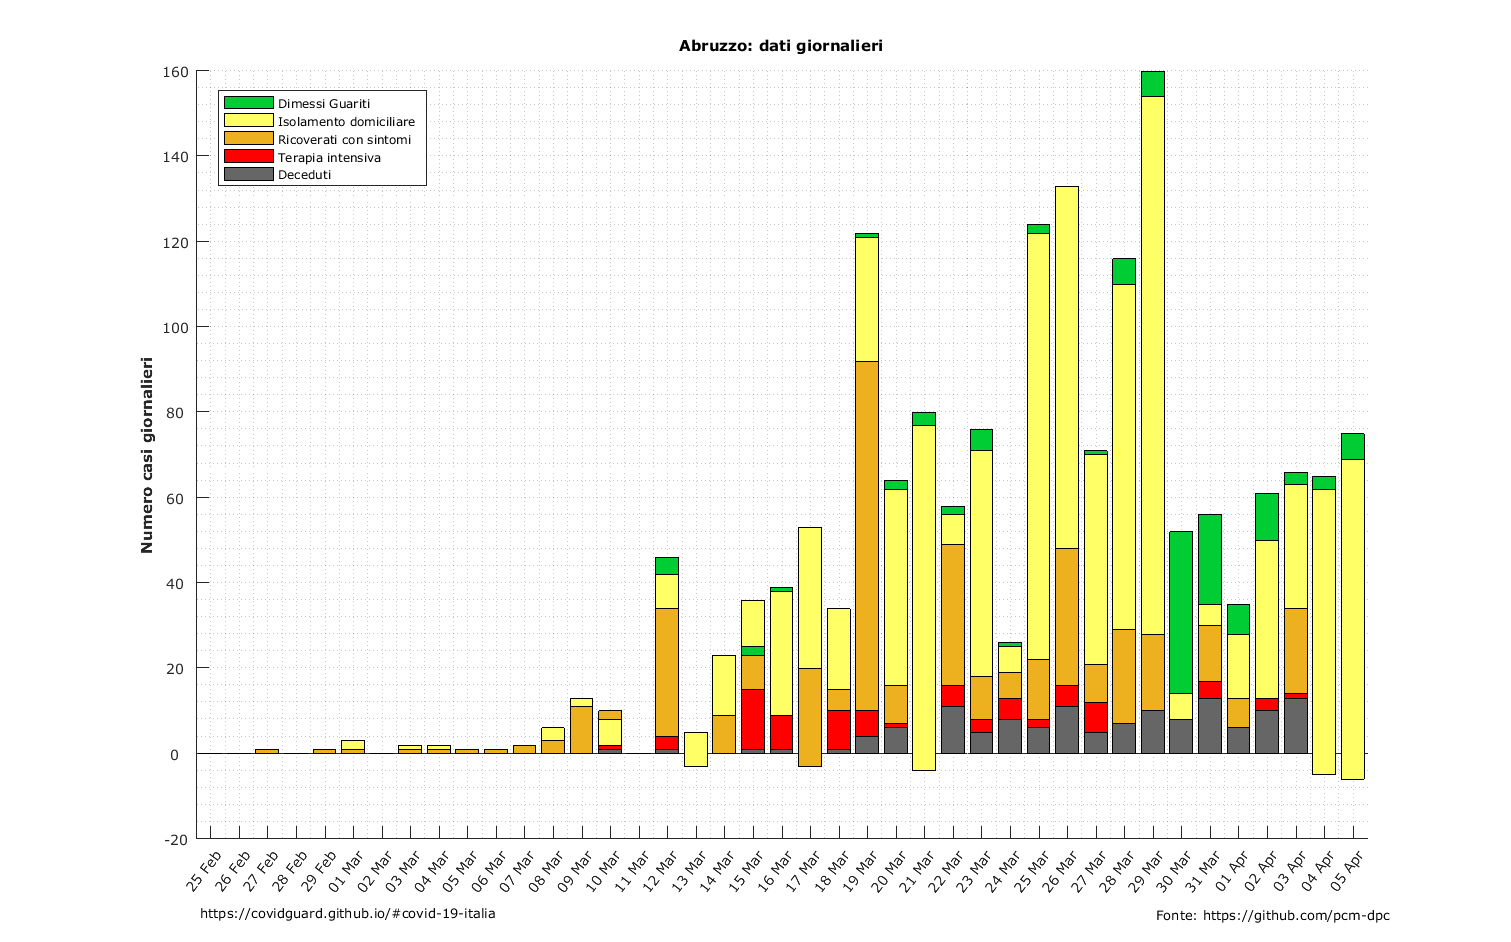 Abruzzo: dati giornalieri
160
140
120
100
80
60
40
20
0
-20
Numero casi giornalieri
Dimessi Guariti
Isolamento domiciliare
Ricoverati con sintomi
Terapia intensiva
Deceduti
25 Feb
26 Feb
27 Feb
28 Feb
29 Feb
01 Mar
02 Mar
03 Mar
04 Mar
05 Mar
06 Mar
07 Mar
08 Mar
09 Mar
10 Mar
11 Mar
12 Mar
13 Mar
14 Mar
15 Mar
16 Mar
17 Mar
18 Mar
19 Mar
20 Mar
21 Mar
22 Mar
23 Mar
24 Mar
25 Mar
26 Mar
27 Mar
28 Mar
29 Mar
30 Mar
31 Mar
01 Apr
02 Apr
03 Apr
04 Apr
05 Apr
https://covidguard.github.io/#covid-19-italia
Fonte: https://github.com/pcm-dpc